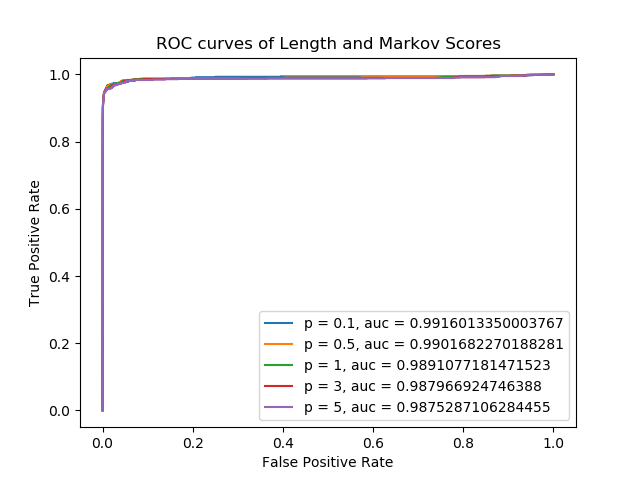 ROC curves of Length and Markov Scores
True Positive Rate
1.0
0.8
0.6
0.4
0.2
0.0
p = 0.1, auc = 0.9916013350003767
p = 0.5, auc = 0.9901682270188281
p = 1, auc = 0.9891077181471523
p = 3, auc = 0.987966924746388
p = 5, auc = 0.9875287106284455
0.0 0.2 0.4 0.6 0.8 1.0
False Positive Rate